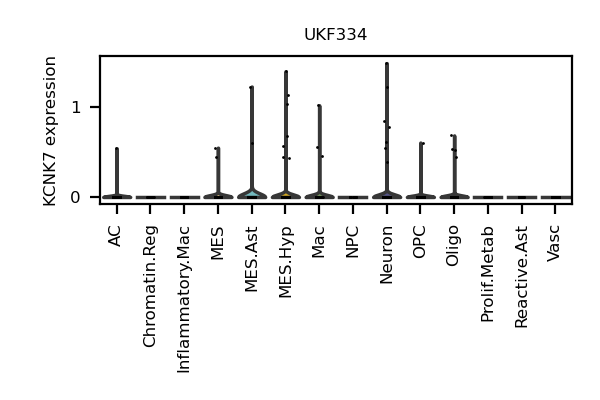 UKF334
KCNK7 expression
1
0
AC
Chromatin.Reg
Inflammatory.Mac
MES
MES.Ast
MES.Hyp
Mac
NPC
Neuron
OPC
Oligo
Prolif.Metab
Reactive.Ast
Vasc